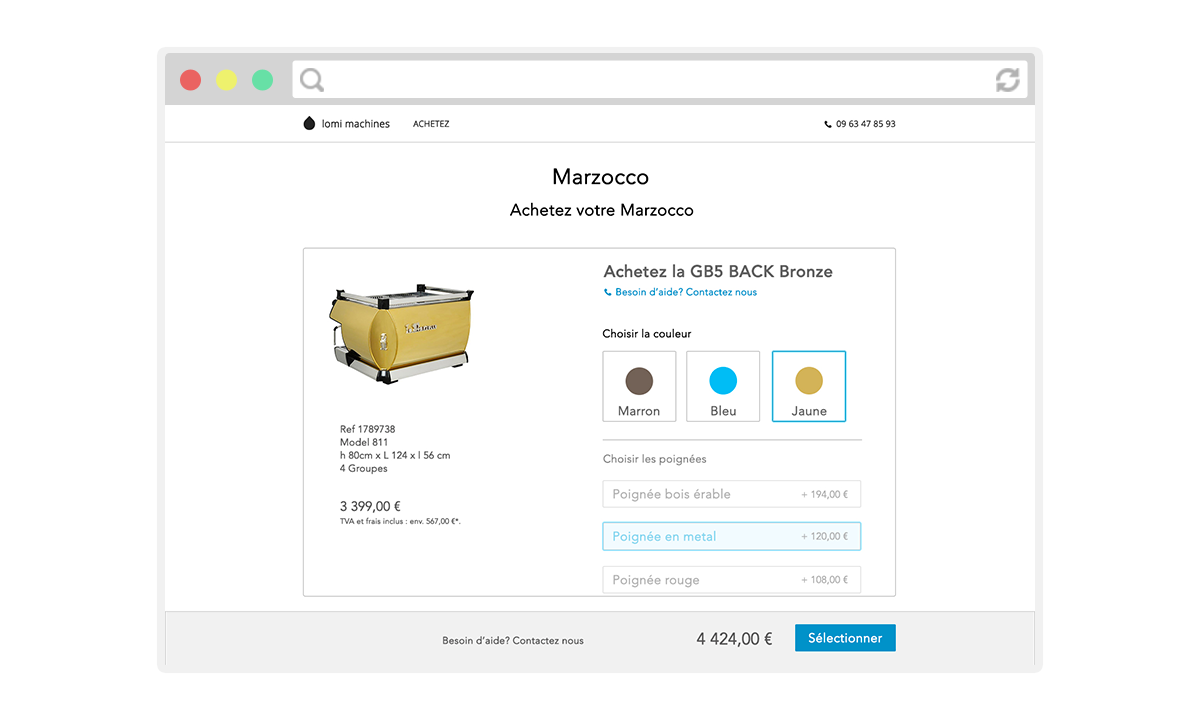 lomi machines
ACHETEZ
09 63 47 85 93
Marzocco
Achetez votre Marzocco
Achetez la GB5 BACK Bronze
Besoin d'aide? Contactez nous
Choisir la couleur
Marron
Bleu
Jaune
Ref 1789738
Model 811
h 80cm x L 124 x l 56 cm
4 Groupes
3 399,00 €
TVA et frais inclus : env. 567,00 €*.
Choisir les poignées
Poignée bois érable + 194,00 €
Poignée en metal + 120,00 €
Poignée rouge + 108,00 €
Besoin d'aide? Contactez nous
4 424,00 €
Sélectionner